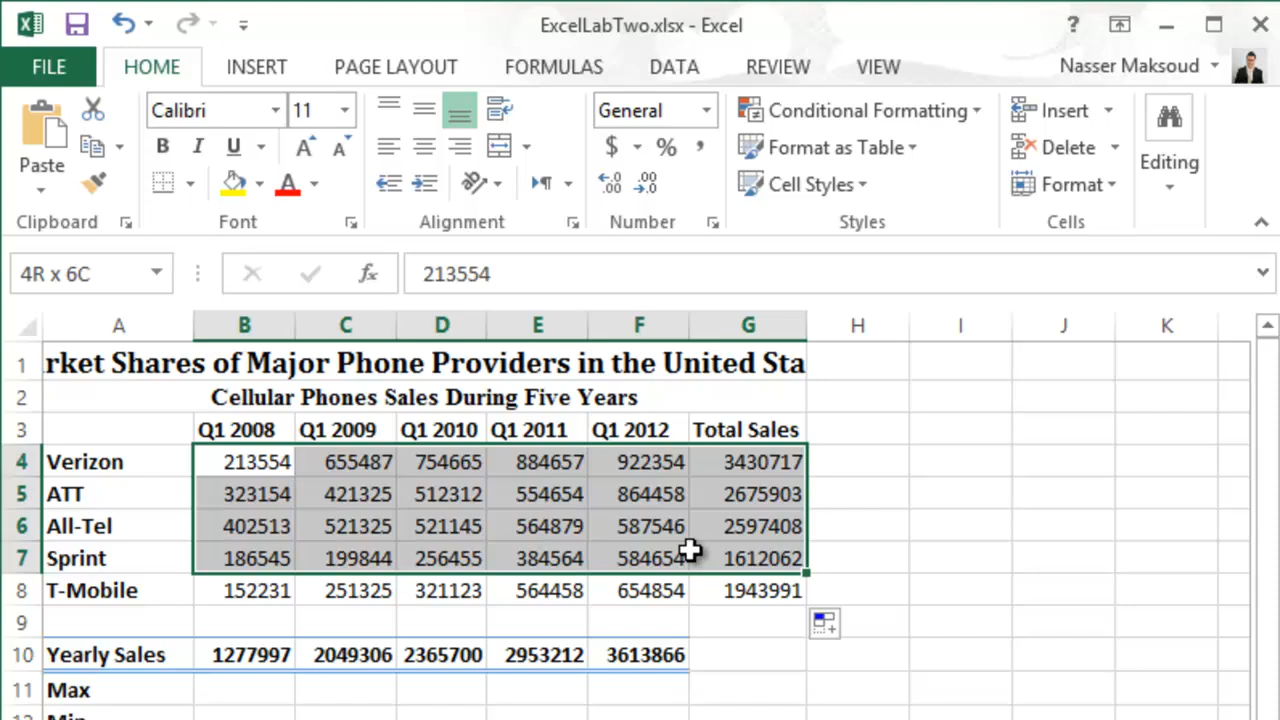 ExcelLabTwo.xlsx - Excel
?
FILE HOME INSERT PAGE LAYOUT FORMULAS DATA REVIEW VIEW Nasser Maksoud
Paste
Clipboard
Calibri 11
B I U A A
A
Font
Alignment
General
$ % ,
.00 .0
Number
Conditional Formatting
Format as Table
Cell Styles
Styles
Insert
Delete
Format
Cells
Editing
4R x 6C fx 213554
A B C D E F G H I J K
1 rket Shares of Major Phone Providers in the United Sta
2 Cellular Phones Sales During Five Years
3 Q1 2008 Q1 2009 Q1 2010 Q1 2011 Q1 2012 Total Sales
4 Verizon 213554 655487 754665 884657 922354 3430717
5 ATT 323154 421325 512312 554654 864458 2675903
6 All-Tel 402513 521325 521145 564879 587546 2597408
7 Sprint 186545 199844 256455 384564 584654 1612062
8 T-Mobile 152231 251325 321123 564458 654854 1943991
9
10 Yearly Sales 1277997 2049306 2365700 2953212 3613866
11 Max
12 Min